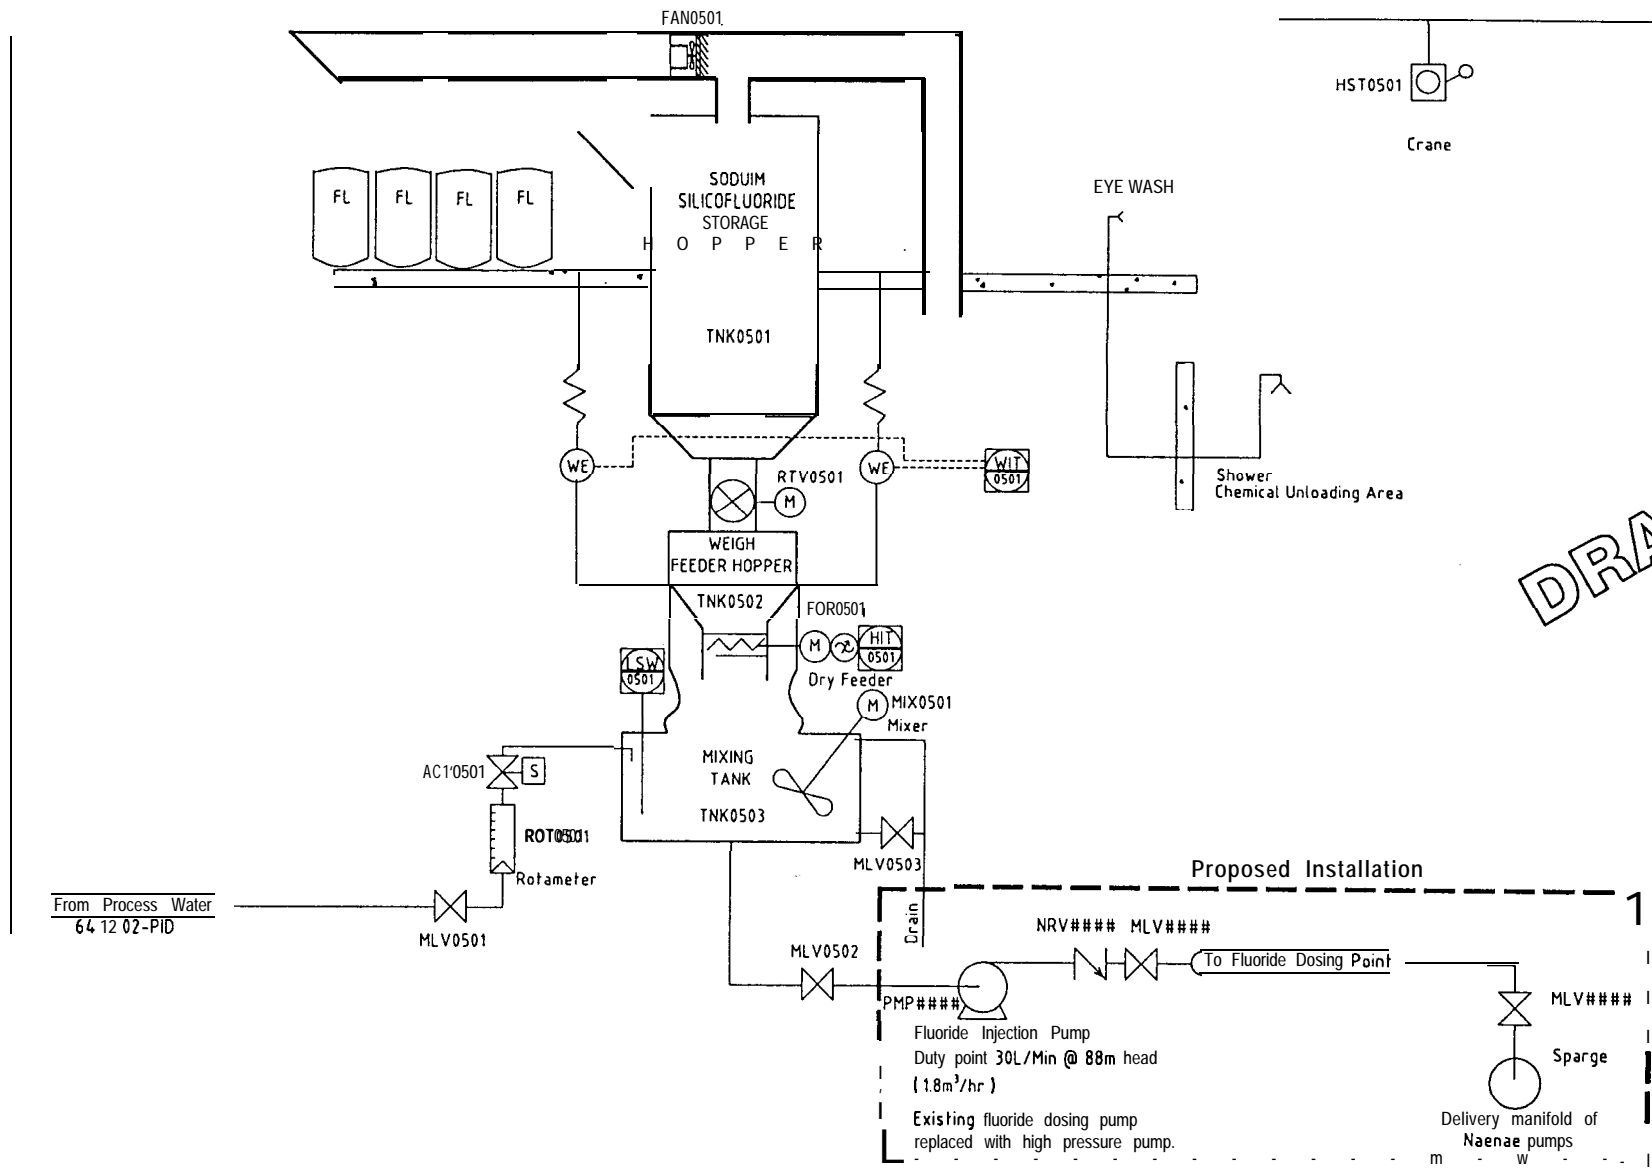 FAN0501
HST0501
Crane
EYE WASH
FL
FL
FL
FL
SODUIM
SILICOFLUORIDE
STORAGE
H O P P E R
TNK0501
WE
WE
WIT
0501
RTV0501
M
Shower
Chemical Unloading Area
WEIGH
FEEDER HOPPER
TNK0502
FOR0501
M
HIT
0501
Dry Feeder
LSW
0501
M
MIX0501
Mixer
MIXING
TANK
TNK0503
AC1'0501
S
Rotameter
MLV0503
From Process Water
64 12 02-PID
MLV0501
Drain
MLV0502
Proposed Installation
1
NRV#### MLV####
To Fluoride Dosing Point
PMP####
MLV####
Fluoride Injection Pump
Duty point 30L/Min @ 88m head
(1.8m³/hr)
Sparge
Existing fluoride dosing pump
replaced with high pressure pump.
Delivery manifold of
Naenae pumps
DRA